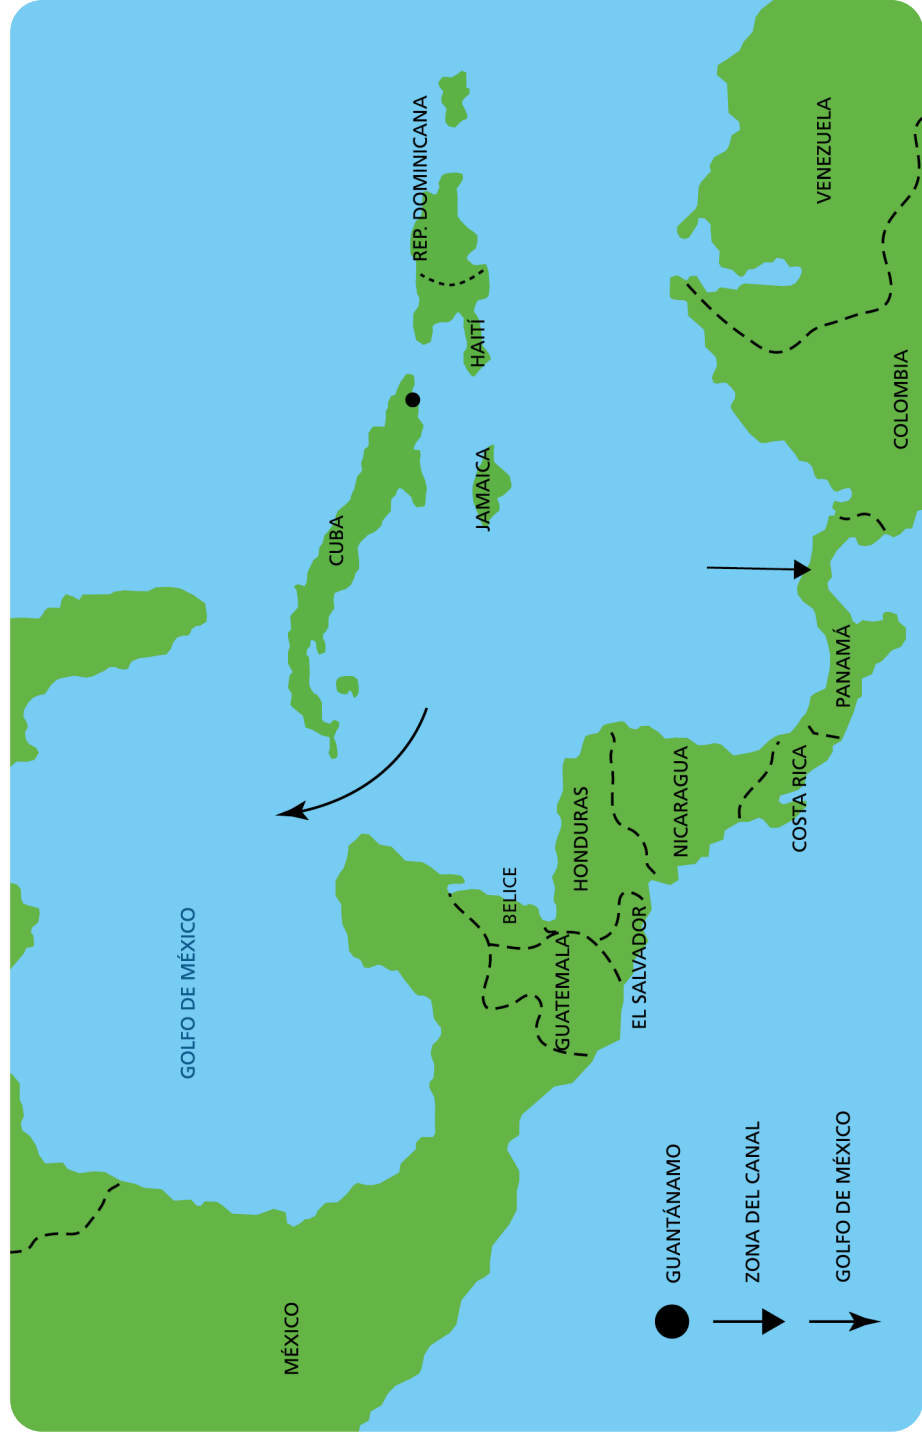 GOLFO DE MÉXICO
MÉXICO
CUBA
REP. DOMINICANA
HAITÍ
JAMAICA
BELICE
GUATEMALA
HONDURAS
EL SALVADOR
NICARAGUA
COSTA RICA
PANAMÁ
VENEZUELA
COLOMBIA
GUANTÁNAMO
ZONA DEL CANAL
GOLFO DE MÉXICO